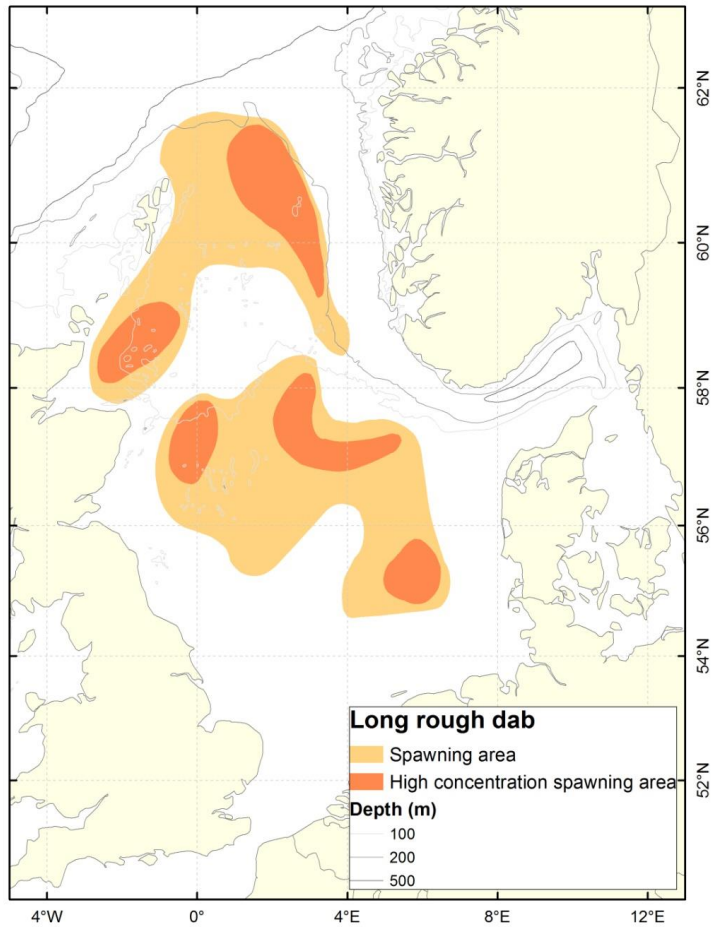 62°N
60°N
58°N
56°N
54°N
52°N
Long rough dab
Spawning area
High concentration spawning area
Depth (m)
100
200
500
4°W
0°
4°E
8°E
12°E